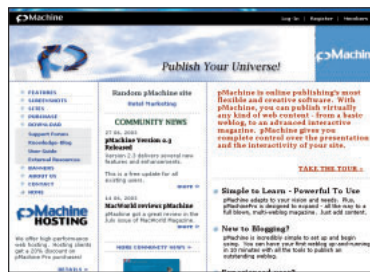 pMachine
Log In | Register | Members
pMachin
Publish Your Universe!
FEATURES
SCREENSHOTS
SITES
PURCHASE
DOWNLOAD
Support Forum
Knowledge Blog
User Guide
External Resources
BANNERS
ABOUT US
CONTACT
HOME
pMachine
HOSTING
We offer high performance
web hosting. Hosting clients
get a 20% discount on
pMachine Pro purchases!
DETAILS »
Random pMachine site
Retal Marketing
COMMUNITY NEWS
pMachine Version 2.3
Released
Version 2.3 delivers several new
features and enhancements.
This is a free update for all
existing users.
more »
MacWorld reviews pMachine
pMachine got a great review in the
July issue of MacWorld Magazine.
more »
MORE COMMUNITY NEWS »
pMachine is online publishing's most
flexible and creative software. With
pMachine, you can publish virtually
any kind of web content - from a basic
weblog, to an advanced interactive
magazine. pMachine gives you
complete control over the presentation
and the interactivity of your site.
TAKE THE TOUR »
Simple to Learn - Powerful To Use
pMachine adapts to your vision and needs. Plus,
pMachine is designed to expand - all the way to a
full blown, multi-weblog magazine. Just add content.
New to Blogging?
pMachine is incredible simple to set up and begin
using. You can have your first weblog up and running
in 20 minutes with all the tools to publish an
outstanding weblog.